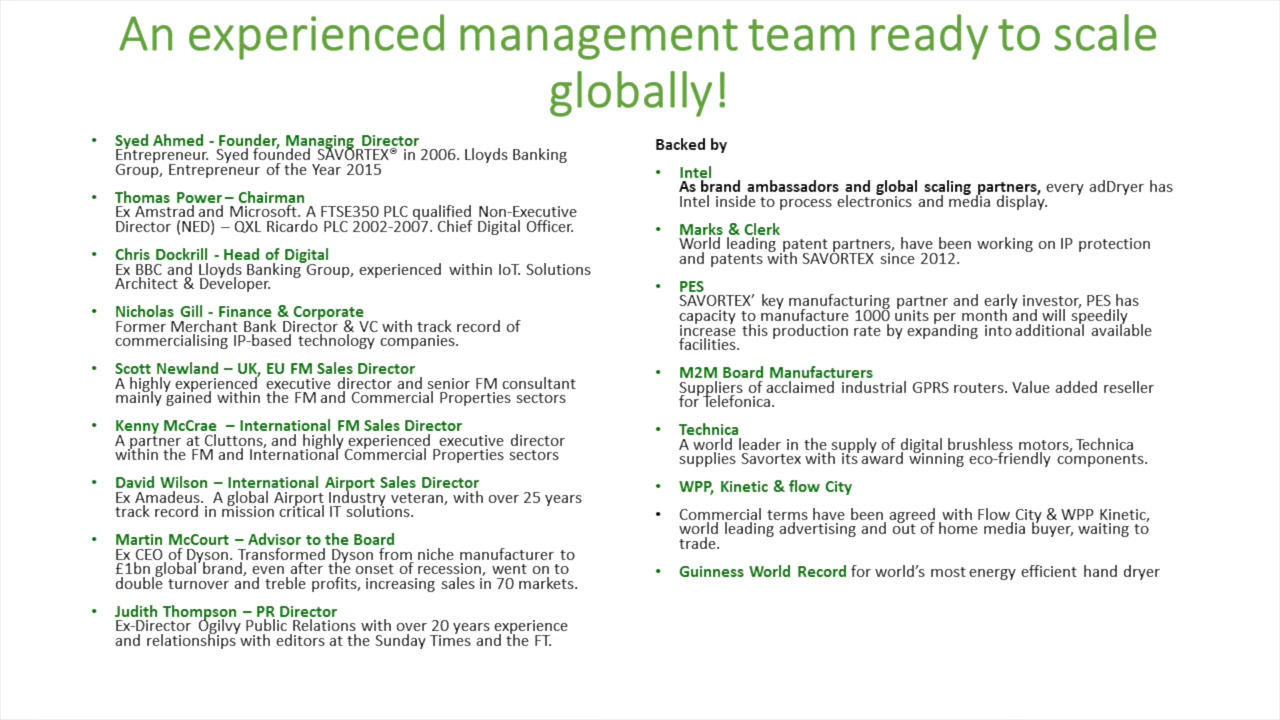 An experienced management team ready to scale
globally!
• Syed Ahmed - Founder, Managing Director
Entrepreneur. Syed founded SAVORTEX® in 2006. Lloyds Banking
Group, Entrepreneur of the Year 2015
• Thomas Power – Chairman
Ex Amstrad and Microsoft. A FTSE350 PLC qualified Non-Executive
Director (NED) – QXL Ricardo PLC 2002-2007. Chief Digital Officer.
• Chris Dockrill - Head of Digital
Ex BBC and Lloyds Banking Group, experienced within IoT. Solutions
Architect & Developer.
• Nicholas Gill - Finance & Corporate
Former Merchant Bank Director & VC with track record of
commercialising IP-based technology companies.
• Scott Newland – UK, EU FM Sales Director
A highly experienced executive director and senior FM consultant
mainly gained within the FM and Commercial Properties sectors
• Kenny McCrae – International FM Sales Director
A partner at Cluttons, and highly experienced executive director
within the FM and International Commercial Properties sectors
• David Wilson – International Airport Sales Director
Ex Amadeus. A global Airport Industry veteran, with over 25 years
track record in mission critical IT solutions.
• Martin McCourt – Advisor to the Board
Ex CEO of Dyson. Transformed Dyson from niche manufacturer to
£1bn global brand, even after the onset of recession, went on to
double turnover and treble profits, increasing sales in 70 markets.
• Judith Thompson – PR Director
Ex-Director Ogilvy Public Relations with over 20 years experience
and relationships with editors at the Sunday Times and the FT.
Backed by
• Intel
As brand ambassadors and global scaling partners, every adDryer has
Intel inside to process electronics and media display.
• Marks & Clerk
World leading patent partners, have been working on IP protection
and patents with SAVORTEX since 2012.
• PES
SAVORTEX’ key manufacturing partner and early investor, PES has
capacity to manufacture 1000 units per month and will speedily
increase this production rate by expanding into additional available
facilities.
• M2M Board Manufacturers
Suppliers of acclaimed industrial GPRS routers. Value added reseller
for Telefonica.
• Technica
A world leader in the supply of digital brushless motors, Technica
supplies Savortex with its award winning eco-friendly components.
• WPP, Kinetic & flow City
• Commercial terms have been agreed with Flow City & WPP Kinetic,
world leading advertising and out of home media buyer, waiting to
trade.
• Guinness World Record for world’s most energy efficient hand dryer